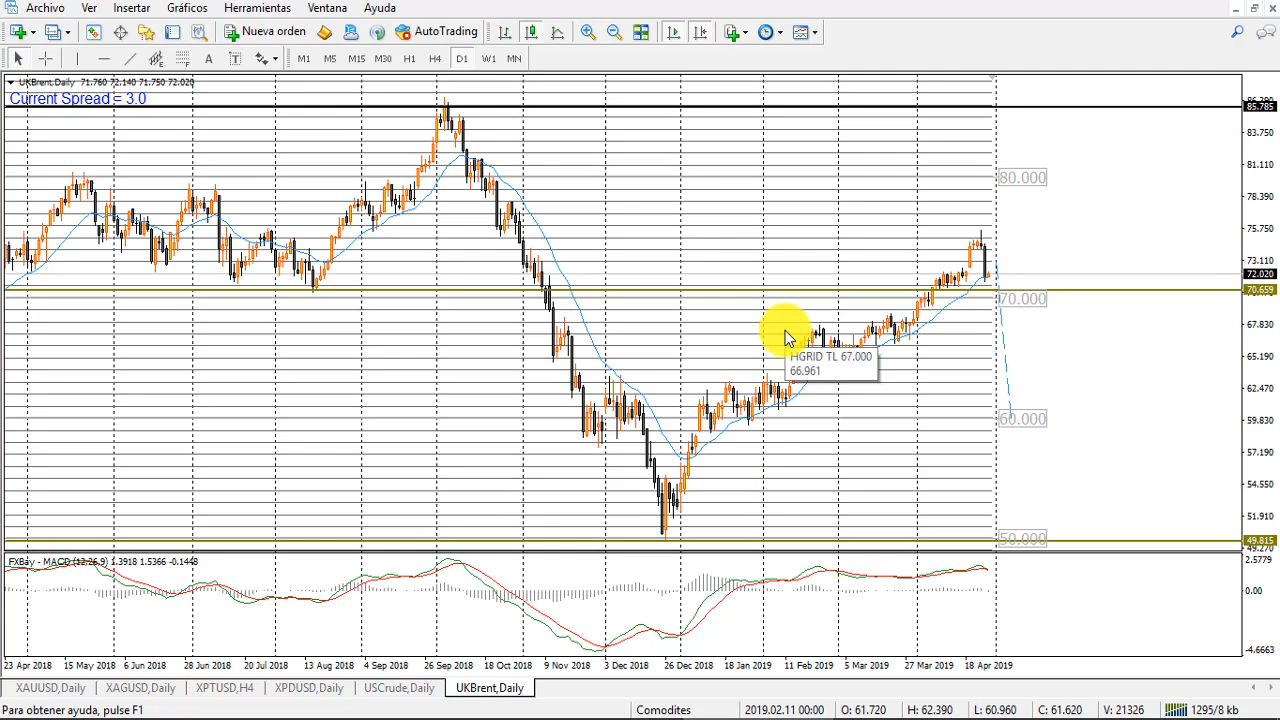 Archivo Ver Insertar Gráficos Herramientas Ventana Ayuda
Nueva orden AutoTrading
A T M1 M5 M15 M30 H1 H4 D1 W1 MN
UKBrent,Daily 71.760 72.140 71.750 72.020
Current Spread = 3.0
85.785
83.750
81.110
80.000
78.390
75.750
73.110
72.020
70.659
70.000
67.830
HGRID TL 67.000
66.961
65.190
62.470
60.000
59.830
57.190
54.550
51.910
50.000
49.815
49.270
FXBay - MACD (12,26,9) 1.3918 1.5366 -0.1448
2.5779
0.00
-4.6663
23 Apr 2018 15 May 2018 6 Jun 2018 28 Jun 2018 20 Jul 2018 13 Aug 2018 4 Sep 2018 26 Sep 2018 18 Oct 2018 9 Nov 2018 3 Dec 2018 26 Dec 2018 18 Jan 2019 11 Feb 2019 5 Mar 2019 27 Mar 2019 18 Apr 2019
XAUUSD,Daily XAGUSD,Daily XPTUSD,H4 XPDUSD,Daily USCrude,Daily UKBrent,Daily
Para obtener ayuda, pulse F1 Comodites 2019.02.11 00:00 O: 61.720 H: 62.390 L: 60.960 C: 61.620 V: 21326 1295/8 kb